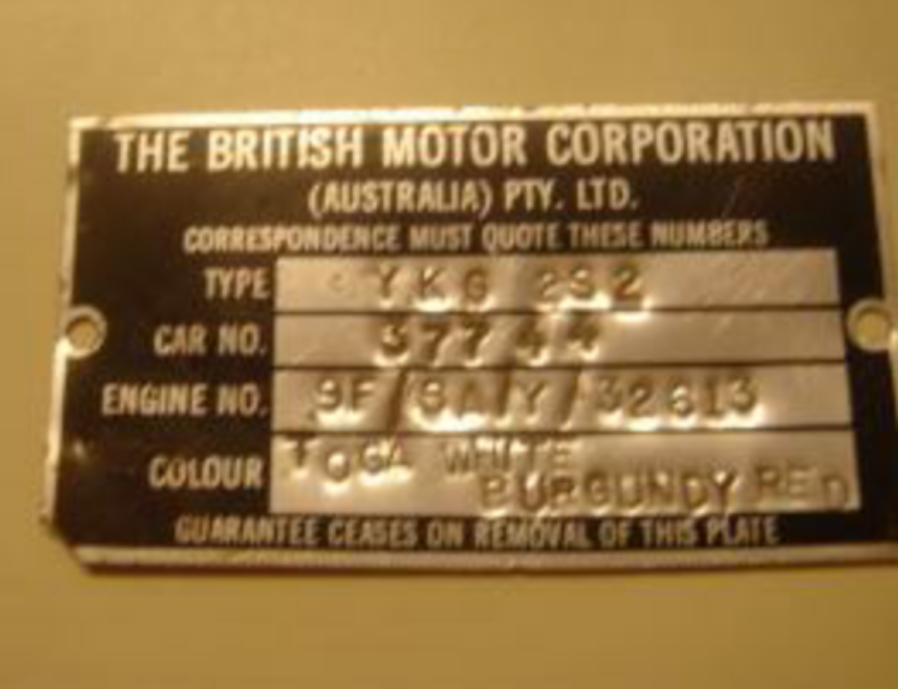 THE BRITISH MOTOR CORPORATION
(AUSTRALIA) PTY. LTD.
CORRESPONDENCE MUST QUOTE THESE NUMBERS
TYPE YKG 2S2
CAR NO. 37744
ENGINE NO. 9F/SA/Y/32613
COLOUR TOGA WHITE
BURGUNDY RED
GUARANTEE CEASES ON REMOVAL OF THIS PLATE